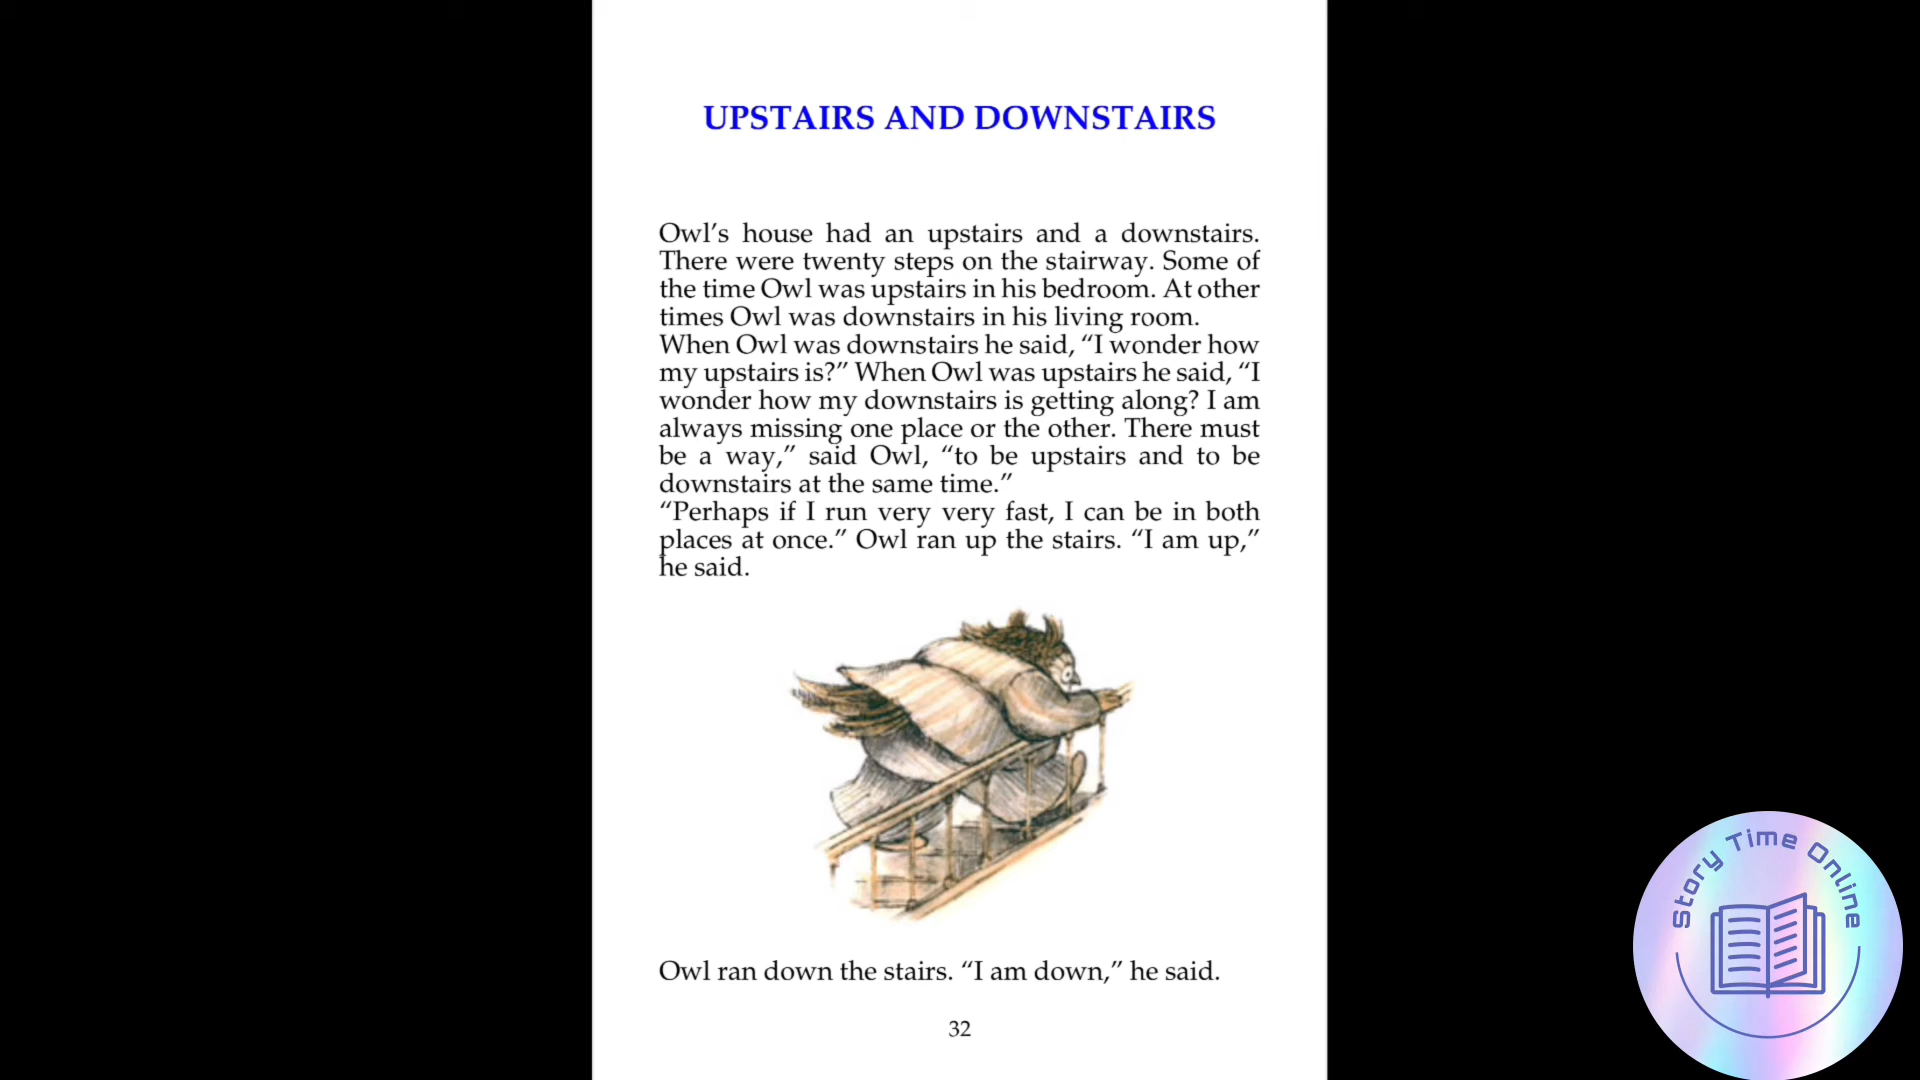 UPSTAIRS AND DOWNSTAIRS
Owl’s house had an upstairs and a downstairs.
There were twenty steps on the stairway. Some of
the time Owl was upstairs in his bedroom. At other
times Owl was downstairs in his living room.
When Owl was downstairs he said, “I wonder how
my upstairs is?” When Owl was upstairs he said, “I
wonder how my downstairs is getting along? I am
always missing one place or the other. There must
be a way,” said Owl, “to be upstairs and to be
downstairs at the same time.”
“Perhaps if I run very very fast, I can be in both
places at once.” Owl ran up the stairs. “I am up,”
he said.
Owl ran down the stairs. “I am down,” he said.
32
Story Time Online